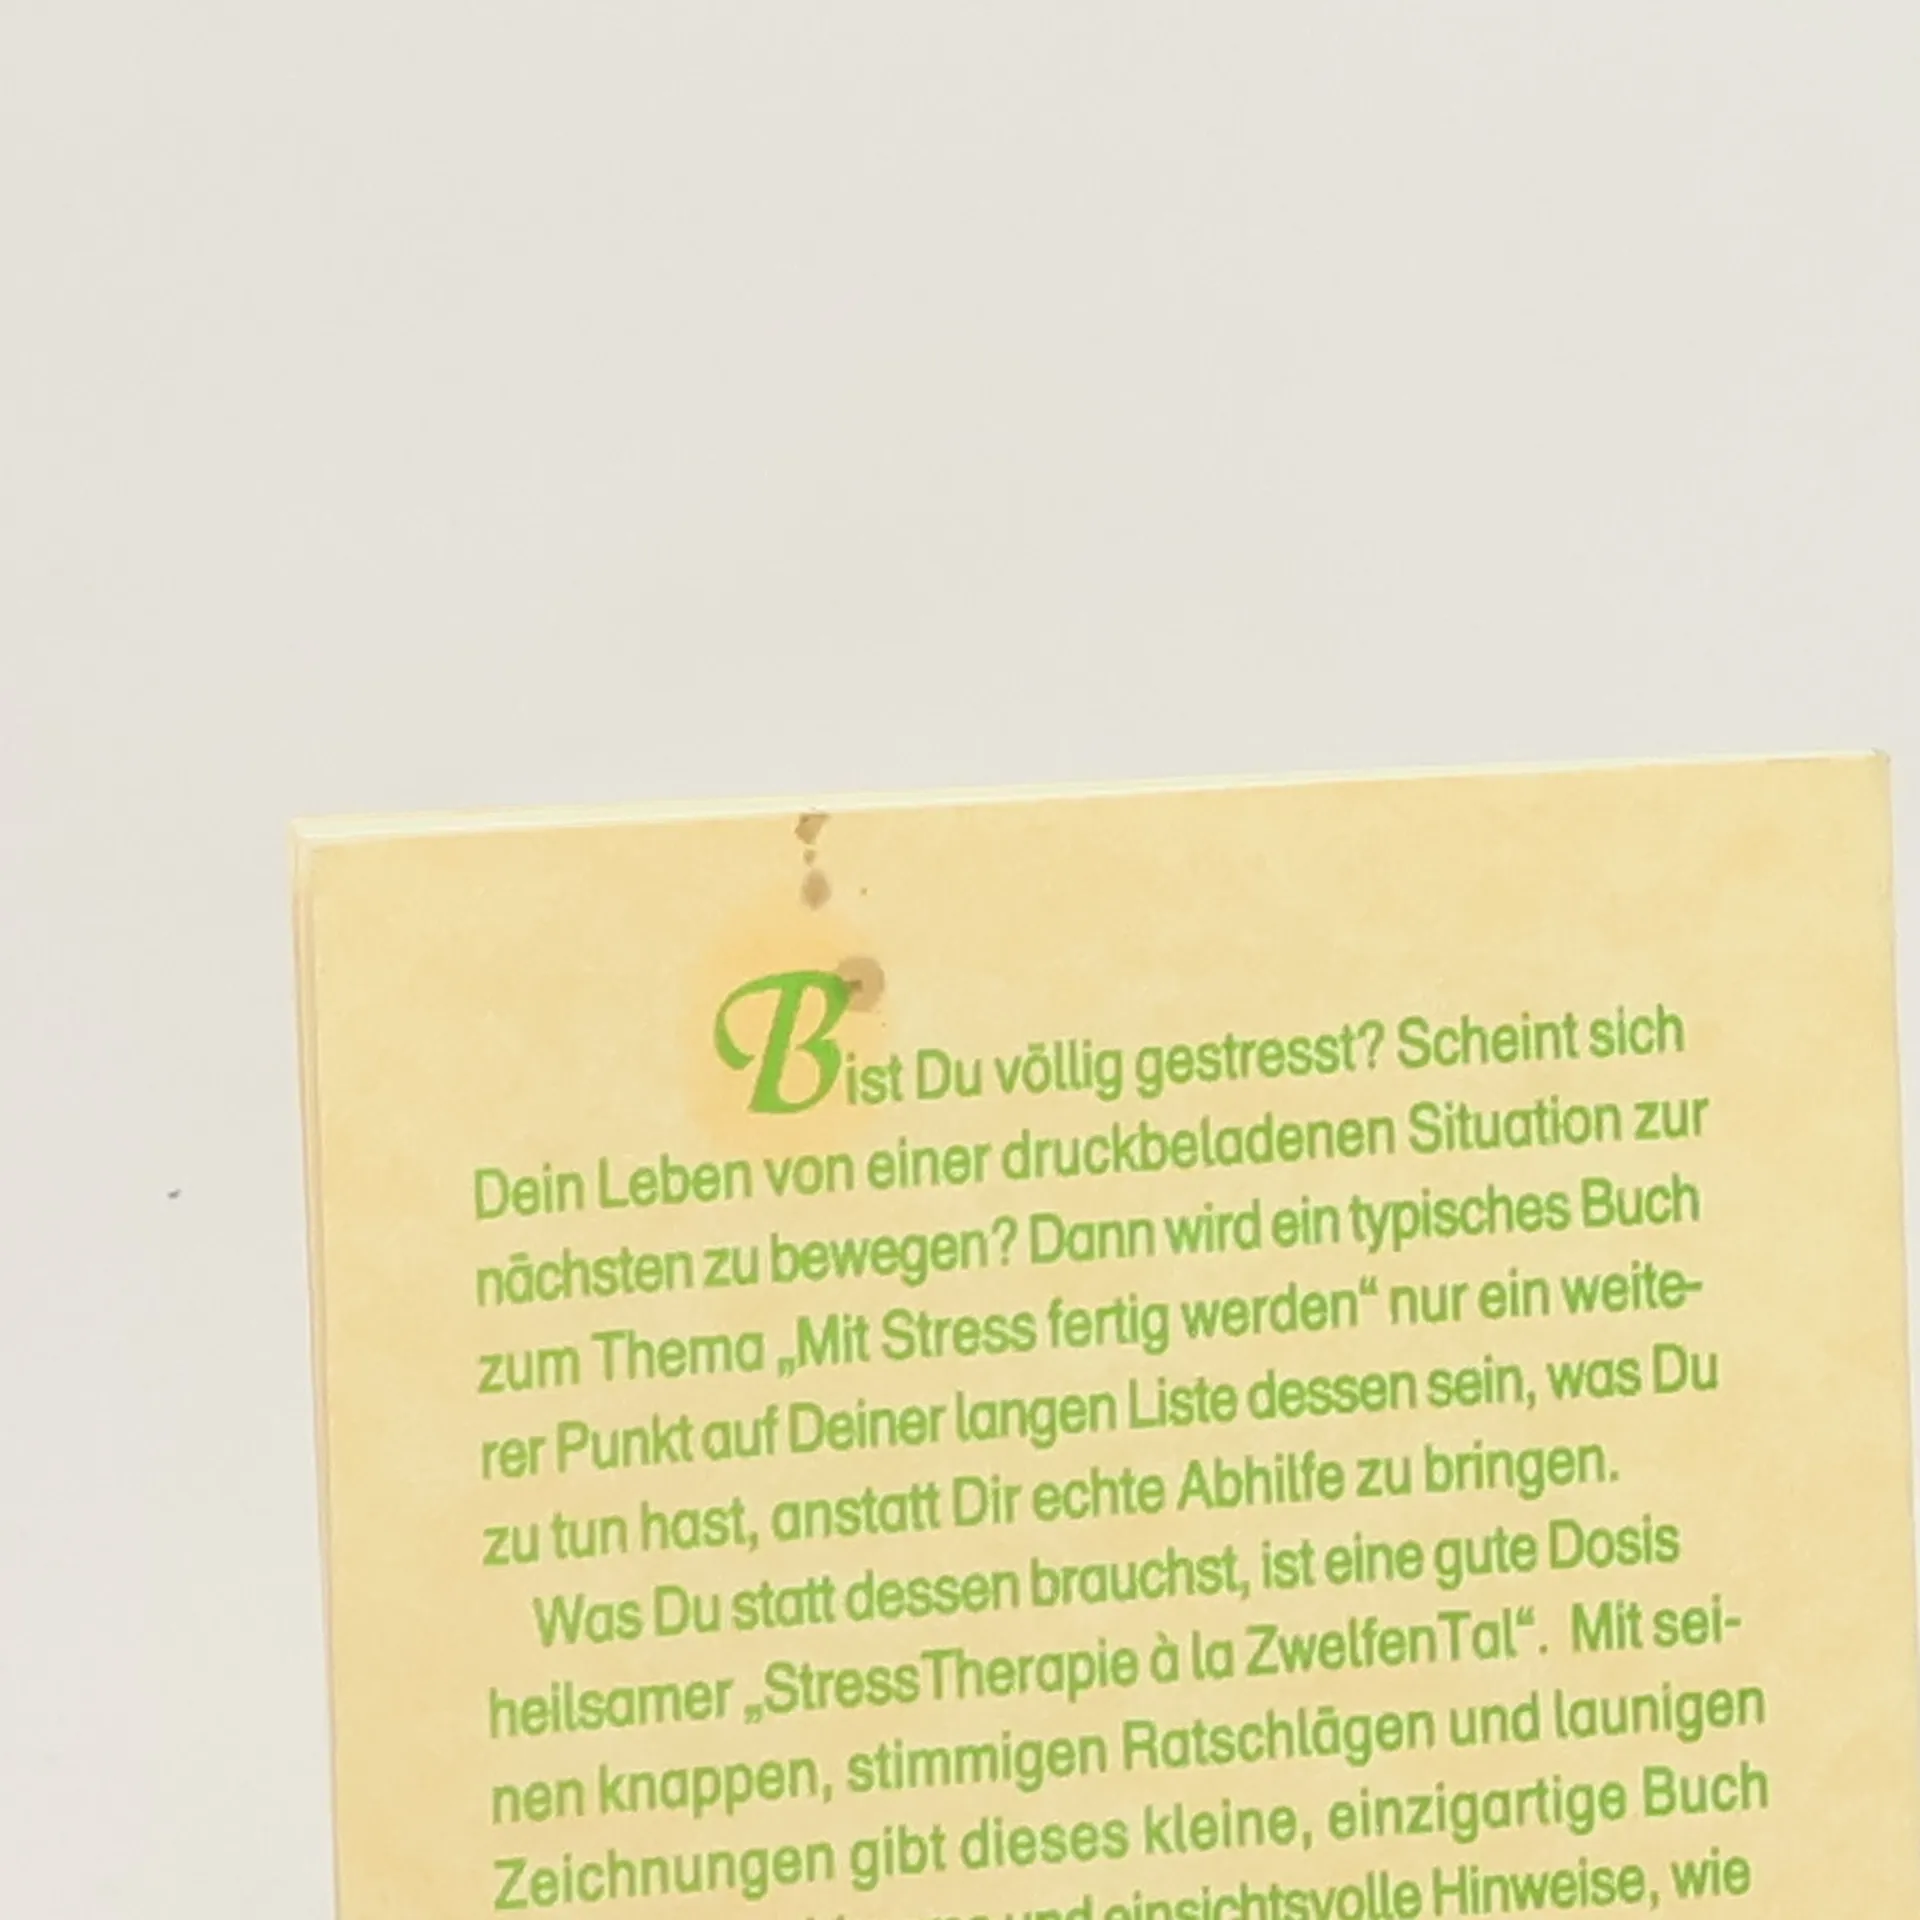 Bist Du völlig gestresst? Scheint sich
Dein Leben von einer druckbeladenen Situation zur
nächsten zu bewegen? Dann wird ein typisches Buch
zum Thema „Mit Stress fertig werden“ nur ein weite-
rer Punkt auf Deiner langen Liste dessen sein, was Du
zu tun hast, anstatt Dir echte Abhilfe zu bringen.
Was Du statt dessen brauchst, ist eine gute Dosis
heilsamer „StressTherapie à la ZwelfenTal“. Mit sei-
nen knappen, stimmigen Ratschlägen und launigen
Zeichnungen gibt dieses kleine, einzigartige Buch
und einsichtsvolle Hinweise, wie